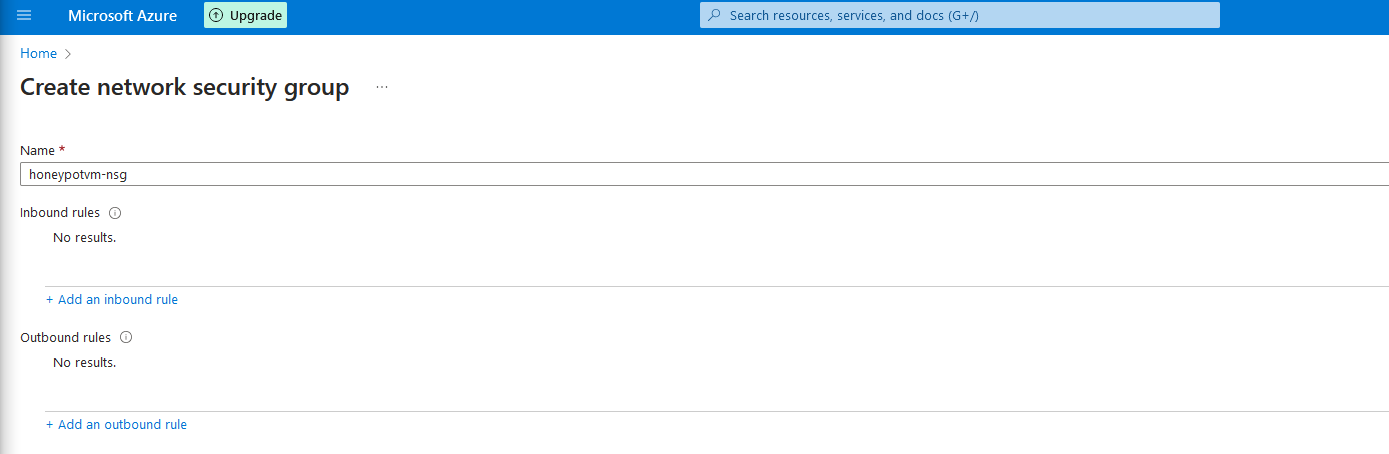 Microsoft Azure
Upgrade
Search resources, services, and docs (G+/)
Home
Create network security group
...
Name *
honeypotvm-nsg
Inbound rules
No results.
+ Add an inbound rule
Outbound rules
No results.
+ Add an outbound rule